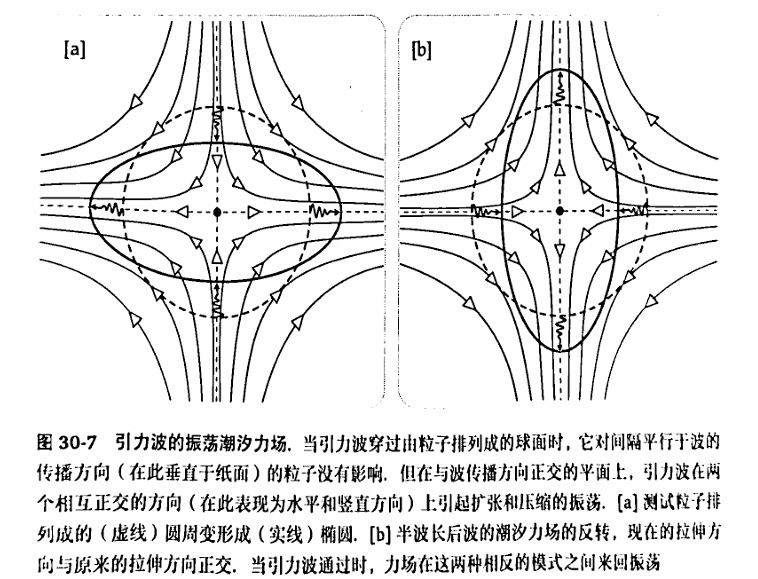 [a]
[b]
图 30-7 引力波的振荡潮汐力场. 当引力波穿过由粒子排列成的球面时，它对间隔平行于波的
传播方向（在此垂直于纸面）的粒子没有影响. 但在与波传播方向正交的平面上，引力波在两
个相互正交的方向（在此表现为水平和竖直方向）上引起扩张和压缩的振荡. [a] 测试粒子排
列成的（虚线）圆周变形成（实线）椭圆. [b] 半波长后波的潮汐力场的反转，现在的拉伸方
向与原来的拉伸方向正交. 当引力波通过时，力场在这两种相反的模式之间来回振荡